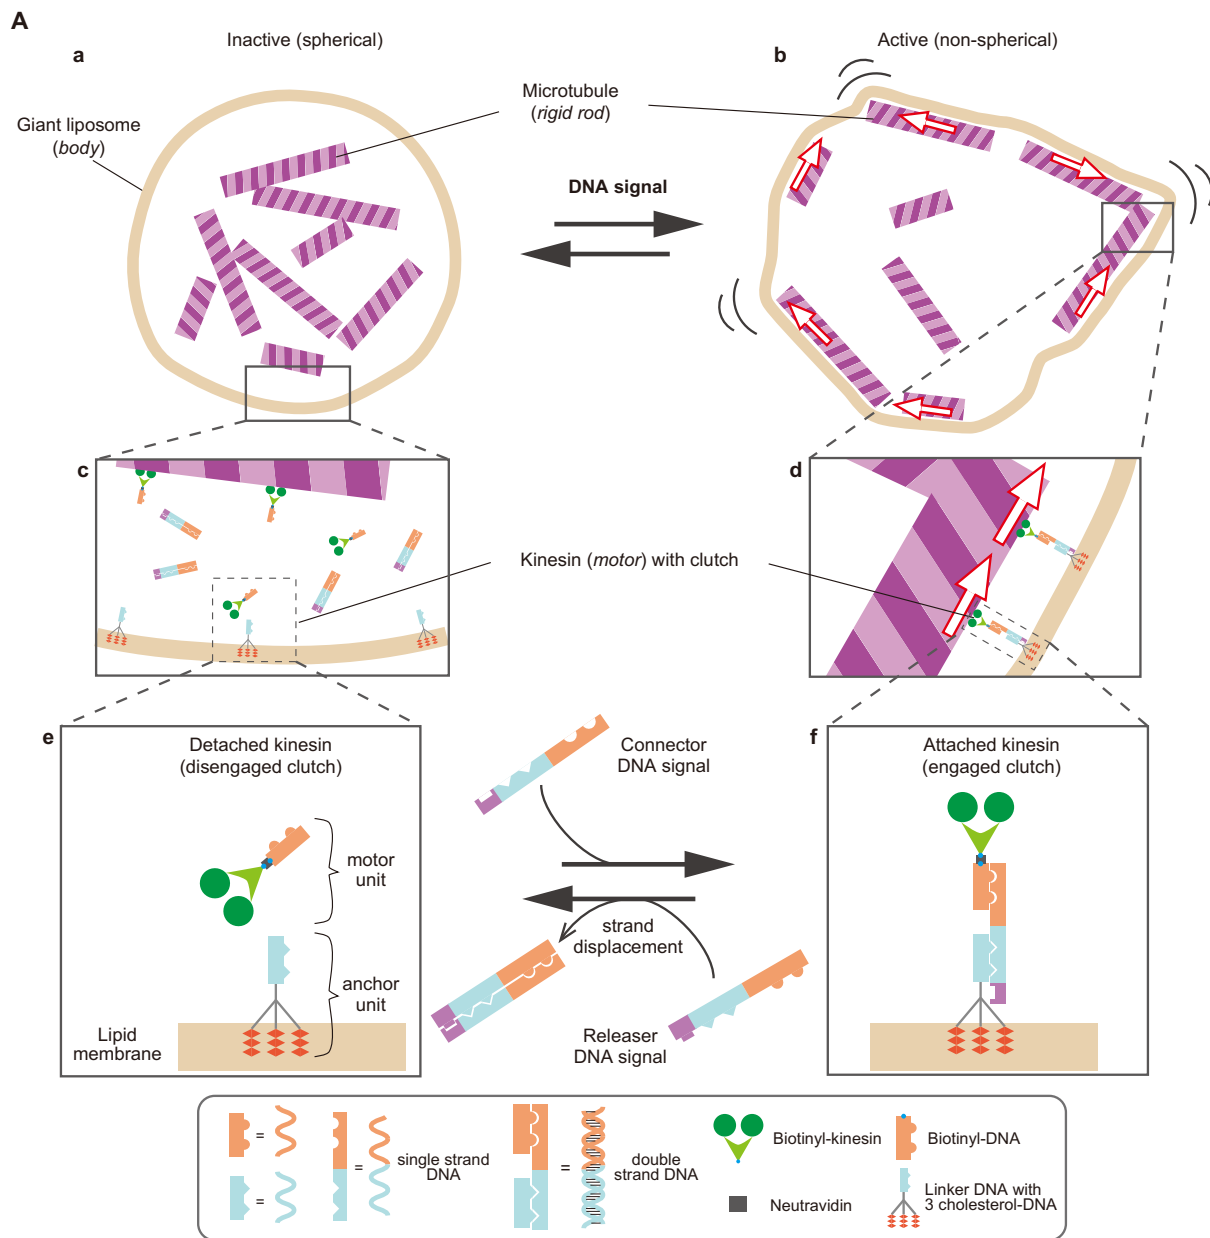 A
Inactive (spherical)
Active (non-spherical)
a
b
Microtubule
(rigid rod)
Giant liposome
(body)
DNA signal
c
d
Kinesin (motor) with clutch
e
Detached kinesin
(disengaged clutch)
Connector
DNA signal
f
Attached kinesin
(engaged clutch)
motor
unit
strand
displacement
anchor
unit
Lipid
membrane
Releaser
DNA signal
=
=
=
single strand
DNA
=
double
strand DNA
Biotinyl-kinesin
Biotinyl-DNA
Neutravidin
Linker DNA with
3 cholesterol-DNA